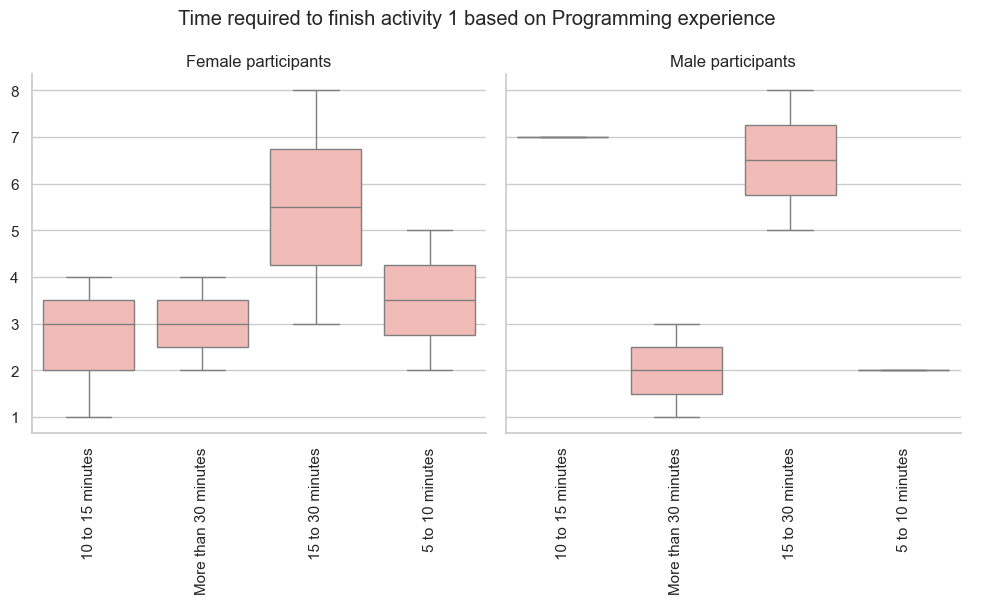 Time required to finish activity 1 based on Programming experience
Female participants
Male participants
8
7
6
5
4
3
2
1
10 to 15 minutes
More than 30 minutes
15 to 30 minutes
5 to 10 minutes
10 to 15 minutes
More than 30 minutes
15 to 30 minutes
5 to 10 minutes